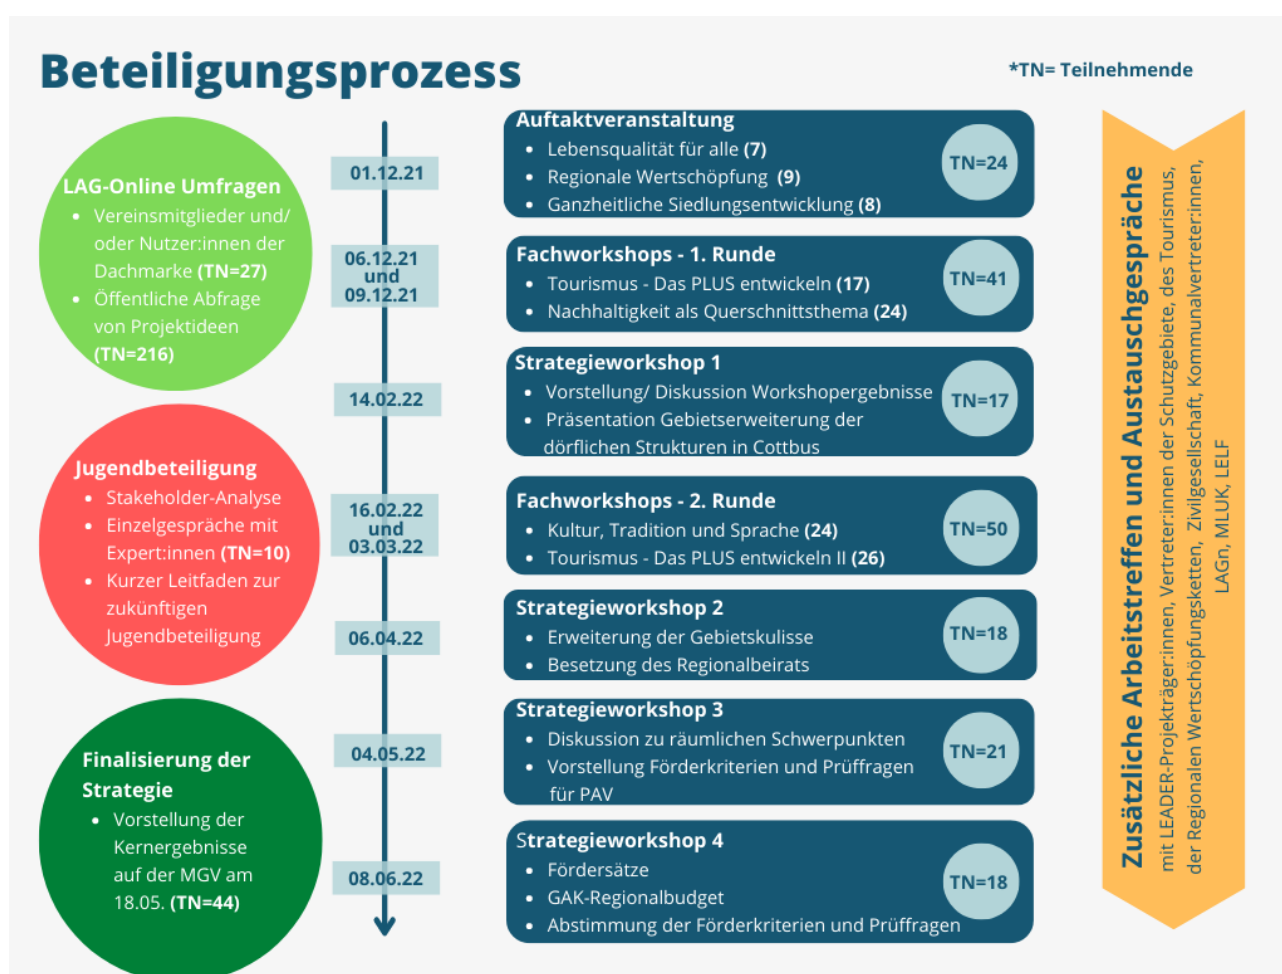 Beteiligungsprozess
*TN= Teilnehmende
LAG-Online Umfragen
• Vereinsmitglieder und/
oder Nutzer:innen der
Dachmarke (TN=27)
• Öffentliche Abfrage
von Projektideen
(TN=216)
Jugendbeteiligung
• Stakeholder-Analyse
• Einzelgespräche mit
Expert:innen (TN=10)
• Kurzer Leitfaden zur
zukünftigen
Jugendbeteiligung
Finalisierung der
Strategie
• Vorstellung der
Kernergebnisse
auf der MGV am
18.05. (TN=44)
01.12.21
Auftaktveranstaltung
• Lebensqualität für alle (7)
• Regionale Wertschöpfung (9)
• Ganzheitliche Siedlungsentwicklung (8)
TN=24
06.12.21
und
09.12.21
Fachworkshops - 1. Runde
• Tourismus - Das PLUS entwickeln (17)
• Nachhaltigkeit als Querschnittsthema (24)
TN=41
14.02.22
Strategieworkshop 1
• Vorstellung/ Diskussion Workshopergebnisse
• Präsentation Gebietserweiterung der
dörflichen Strukturen in Cottbus
TN=17
16.02.22
und
03.03.22
Fachworkshops - 2. Runde
• Kultur, Tradition und Sprache (24)
• Tourismus - Das PLUS entwickeln II (26)
TN=50
06.04.22
Strategieworkshop 2
• Erweiterung der Gebietskulisse
• Besetzung des Regionalbeirats
TN=18
04.05.22
Strategieworkshop 3
• Diskussion zu räumlichen Schwerpunkten
• Vorstellung Förderkriterien und Prüffragen
für PAV
TN=21
08.06.22
Strategieworkshop 4
• Fördersätze
• GAK-Regionalbudget
• Abstimmung der Förderkriterien und Prüffragen
TN=18
Zusätzliche Arbeitstreffen und Austauschgespräche
mit LEADER-Projekträger:innen, Vertreter:innen der Schutzgebiete, des Tourismus,
der Regionalen Wertschöpfungsketten, Zivilgesellschaft, Kommunalvertreter:innen,
LAGn, MLUK, LELF